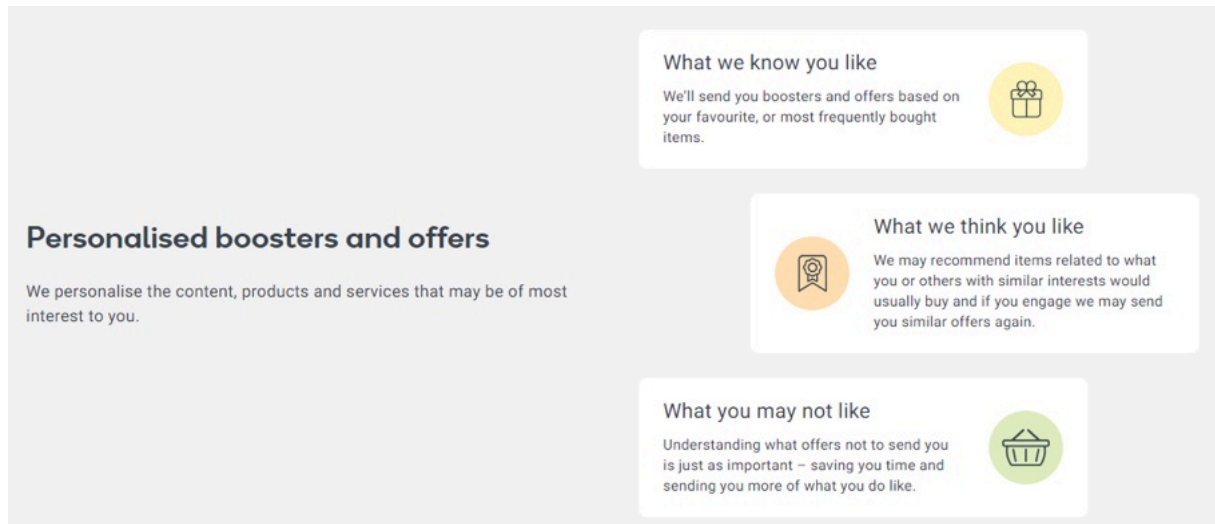 Personalised boosters and offers
We personalise the content, products and services that may be of most
interest to you.
What we know you like
We'll send you boosters and offers based on
your favourite, or most frequently bought
items.
What we think you like
We may recommend items related to what
you or others with similar interests would
usually buy and if you engage we may send
you similar offers again.
What you may not like
Understanding what offers not to send you
is just as important – saving you time and
sending you more of what you do like.